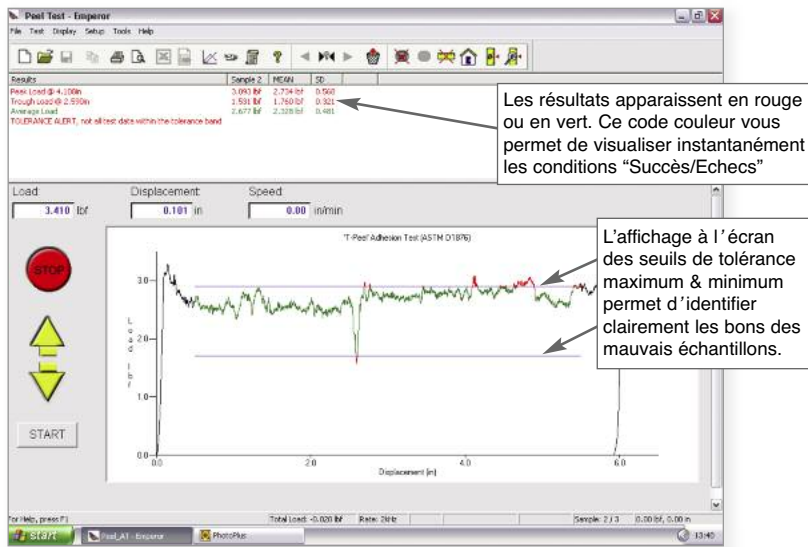 Peel Test - Emperor
File Test Display Setup Tools Help
Results Sample 2 MEAN SD
Peak Load @ 4.108in 3.093 lbf 2.734 lbf 0.568
Trough Load @ 2.590in 1.531 lbf 1.760 lbf 0.321
Average Load 2.677 lbf 2.328 lbf 0.481
TOLERANCE ALERT, not all test data within the tolerance band
Les résultats apparaissent en rouge
ou en vert. Ce code couleur vous
permet de visualiser instantanément
les conditions “Succès/Echecs”
Load: Displacement: Speed:
3.410 lbf 0.101 in 0.00 in/min
'T-Peel' Adhesion Test (ASTM D1876)
STOP
START
L'affichage à l'écran
des seuils de tolérance
maximum & minimum
permet d'identifier
clairement les bons des
mauvais échantillons.
3.0
2.0
1.0
0.0
0.0 2.0 4.0 6.0
Displacement (in)
For Help, press F1 Total Load: -0.020 lbf Rate: 2kHz Sample: 2 / 3 0.00 lbf, 0.00 in
start Peel_A1 - Emperor PhotoPlus 13:40